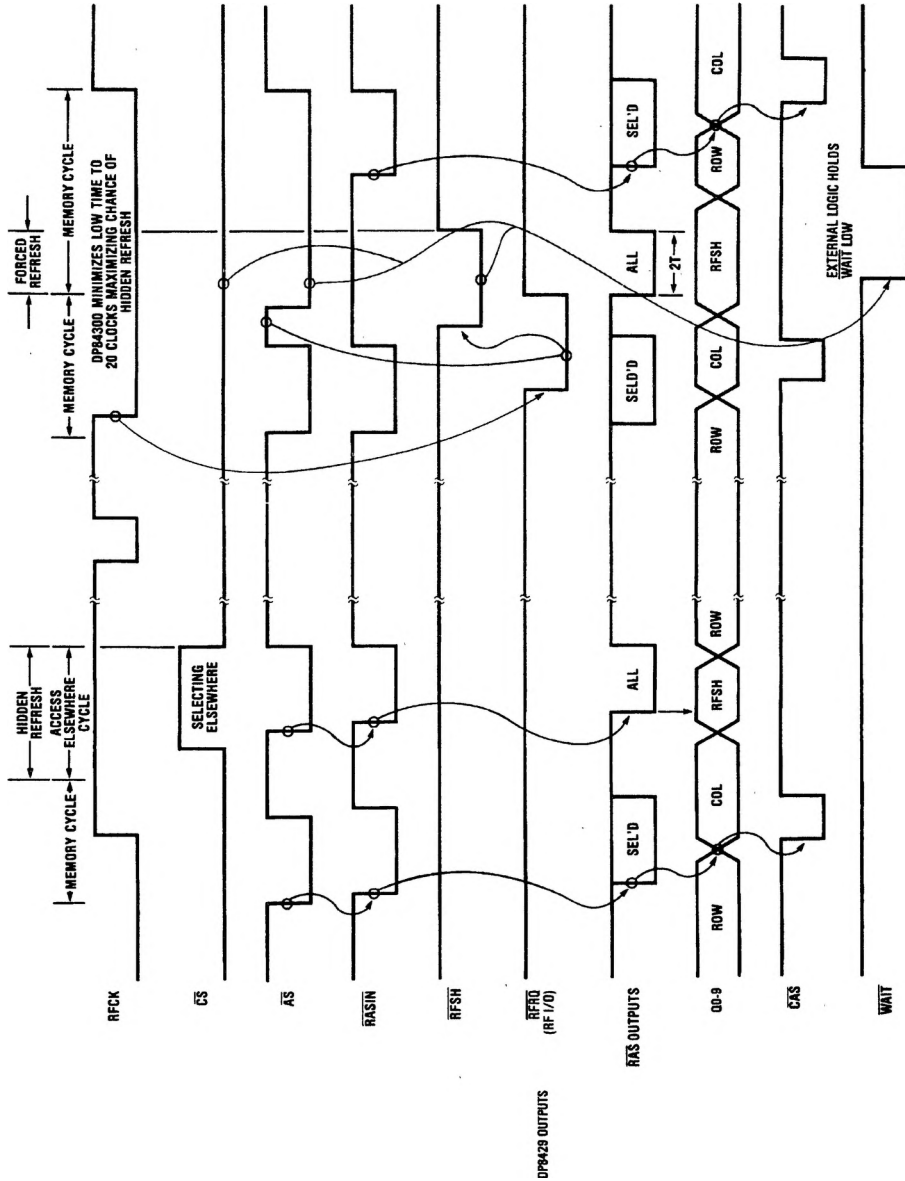 MEMORY CYCLE
HIDDEN
REFRESH
ACCESS
ELSEWHERE
CYCLE
FORCED
REFRESH
MEMORY CYCLE
MEMORY CYCLE
RFCK
DP84300 MINIMIZES LOW TIME TO
20 CLOCKS MAXIMIZING CHANCE OF
HIDDEN REFRESH
CS
SELECTING
ELSEWHERE
AS
RASIN
RFSH
RFRQ
(RF I/O)
DP8429 OUTPUTS
RAS OUTPUTS
SEL'D
ALL
SELD'D
ALL
SEL'D
2T
Q0-9
ROW
COL
RFSH
ROW
ROW
COL
RFSH
ROW
COL
CAS
WAIT
EXTERNAL LOGIC HOLDS
WAIT LOW